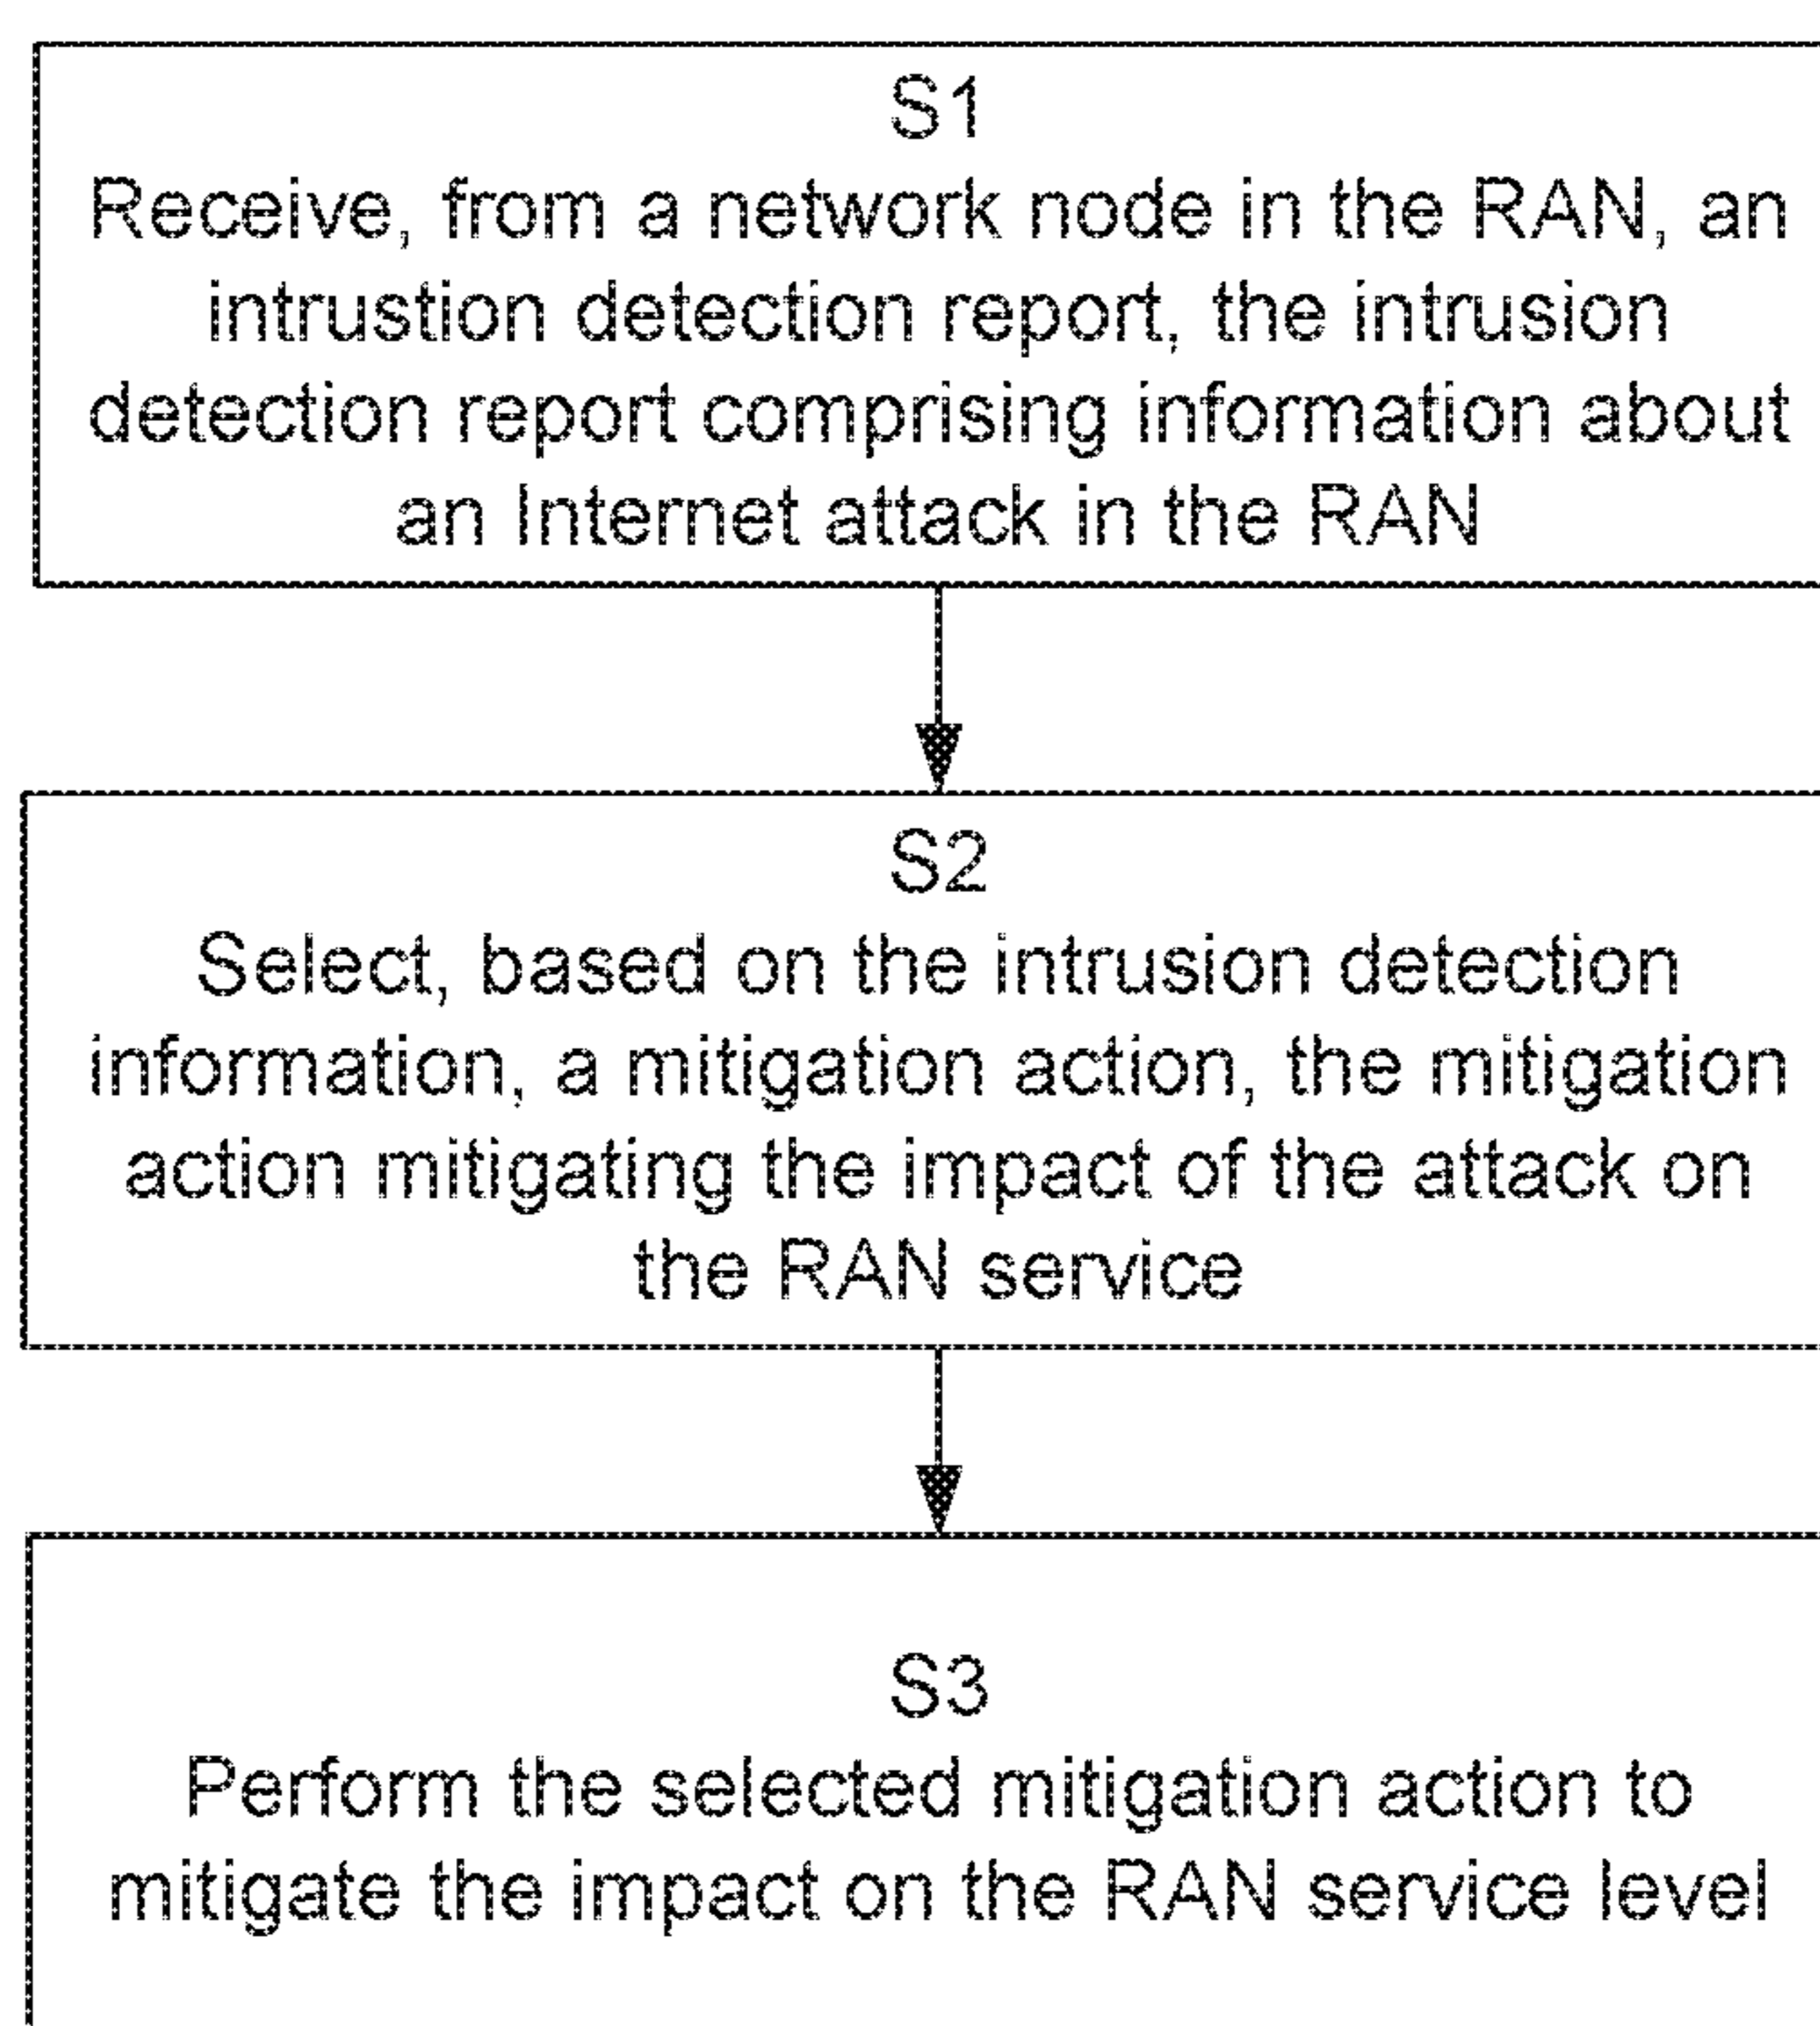 S1
Receive, from a network node in the RAN, an
intrustion detection report, the intrusion
detection report comprising information about
an Internet attack in the RAN
S2
Select, based on the intrusion detection
information, a mitigation action, the mitigation
action mitigating the impact of the attack on
the RAN service
S3
Perform the selected mitigation action to
mitigate the impact on the RAN service level